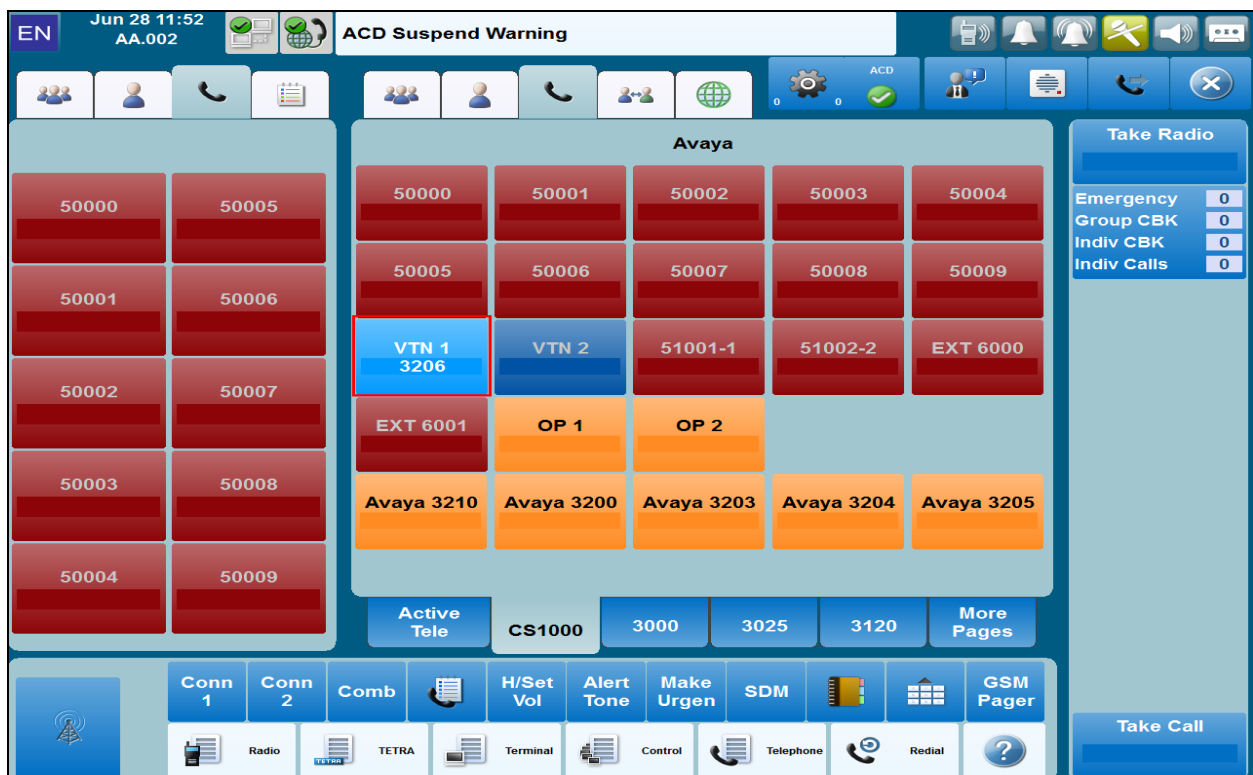 EN
Jun 28 11:52
AA.002
ACD Suspend Warning
0
0
ACD
Avaya
Take Radio
50000
50005
50001
50006
50002
50007
50003
50008
50004
50009
50000
50001
50002
50003
50004
50005
50006
50007
50008
50009
VTN 1
3206
VTN 2
51001-1
51002-2
EXT 6000
EXT 6001
OP 1
OP 2
Avaya 3210
Avaya 3200
Avaya 3203
Avaya 3204
Avaya 3205
Emergency 0
Group CBK 0
Indiv CBK 0
Indiv Calls 0
Active
Tele
CS1000
3000
3025
3120
More
Pages
Conn
1
Conn
2
Comb
H/Set
Vol
Alert
Tone
Make
Urgen
SDM
GSM
Pager
Radio
TETRA
TETRA
Terminal
Control
Telephone
Redial
?
Take Call